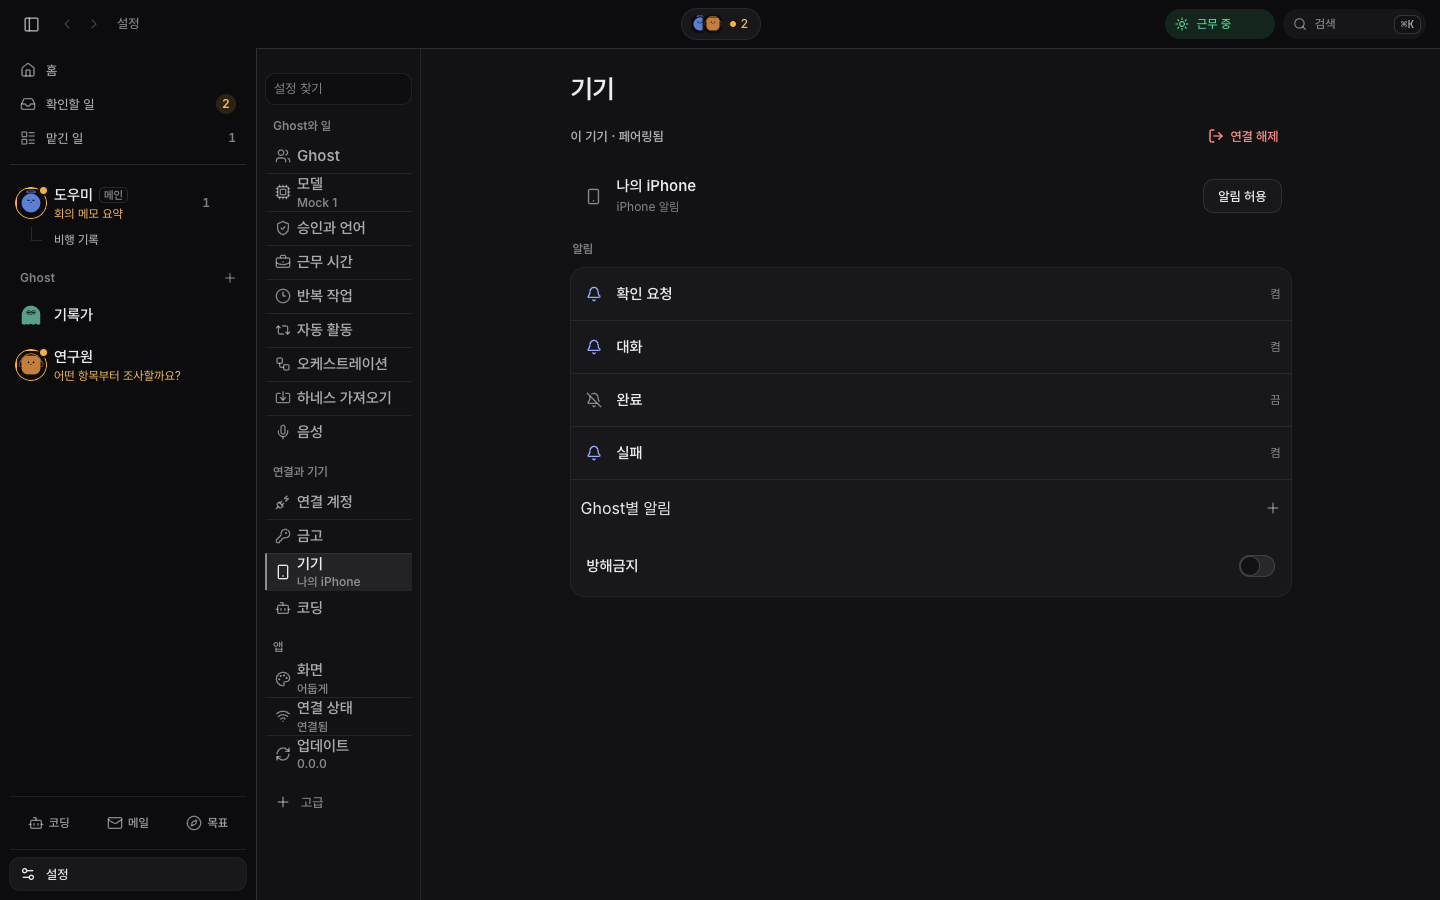 설정
2
근무 중
검색
⌘K
홈
확인할 일
2
맡긴 일
1
도우미
메인
회의 메모 요약
1
비행 기록
Ghost
기록가
연구원
어떤 항목부터 조사할까요?
코딩
메일
목표
설정
설정 찾기
Ghost와 일
Ghost
모델
Mock 1
승인과 언어
근무 시간
반복 작업
자동 활동
오케스트레이션
하네스 가져오기
음성
연결과 기기
연결 계정
금고
기기
나의 iPhone
코딩
앱
화면
어둡게
연결 상태
연결됨
업데이트
0.0.0
고급
기기
이 기기 · 페어링됨
연결 해제
나의 iPhone
iPhone 알림
알림 허용
알림
확인 요청
켬
대화
켬
완료
끔
실패
켬
Ghost별 알림
방해금지